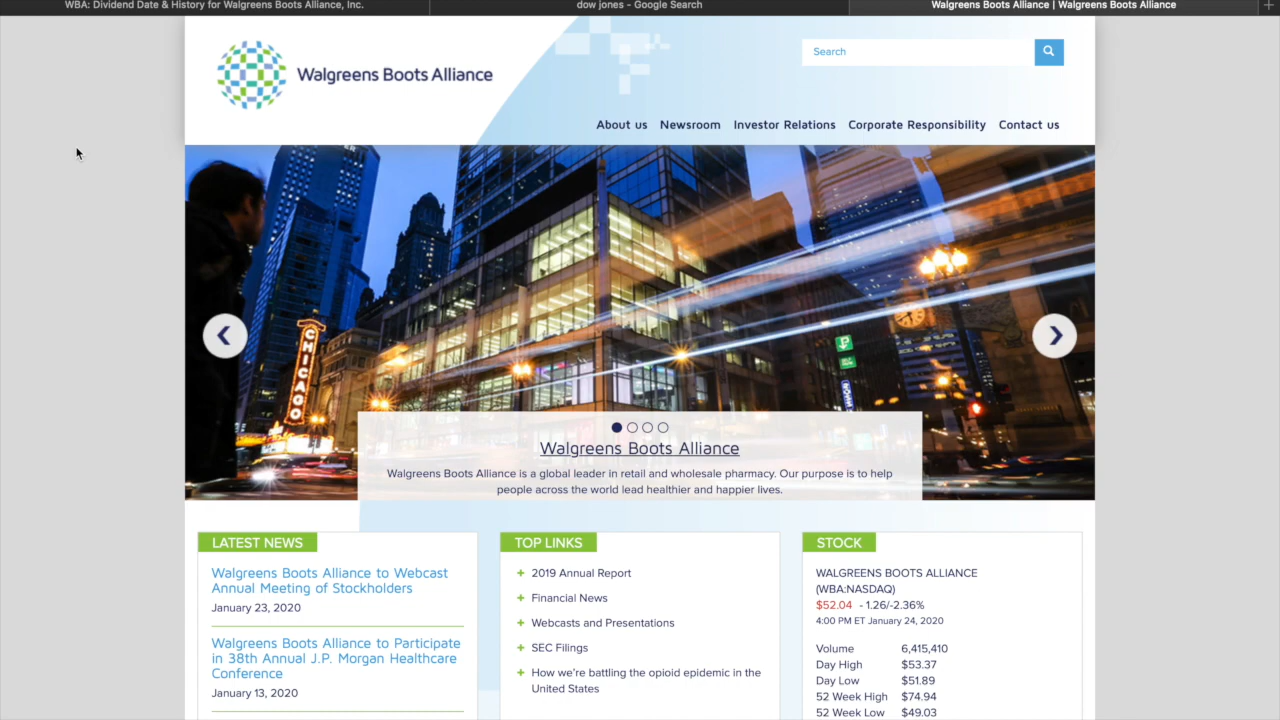 WBA: Dividend Date & History for Walgreens Boots Alliance, Inc.
dow jones - Google Search
Walgreens Boots Alliance | Walgreens Boots Alliance
Walgreens Boots Alliance
Search
About us
Newsroom
Investor Relations
Corporate Responsibility
Contact us
CHICAGO
P
Walgreens Boots Alliance
Walgreens Boots Alliance is a global leader in retail and wholesale pharmacy. Our purpose is to help
people across the world lead healthier and happier lives.
LATEST NEWS
Walgreens Boots Alliance to Webcast
Annual Meeting of Stockholders
January 23, 2020
Walgreens Boots Alliance to Participate
in 38th Annual J.P. Morgan Healthcare
Conference
January 13, 2020
TOP LINKS
2019 Annual Report
Financial News
Webcasts and Presentations
SEC Filings
How we're battling the opioid epidemic in the
United States
STOCK
WALGREENS BOOTS ALLIANCE
(WBA:NASDAQ)
$52.04 - 1.26/-2.36%
4:00 PM ET January 24, 2020
Volume 6,415,410
Day High $53.37
Day Low $51.89
52 Week High $74.94
52 Week Low $49.03